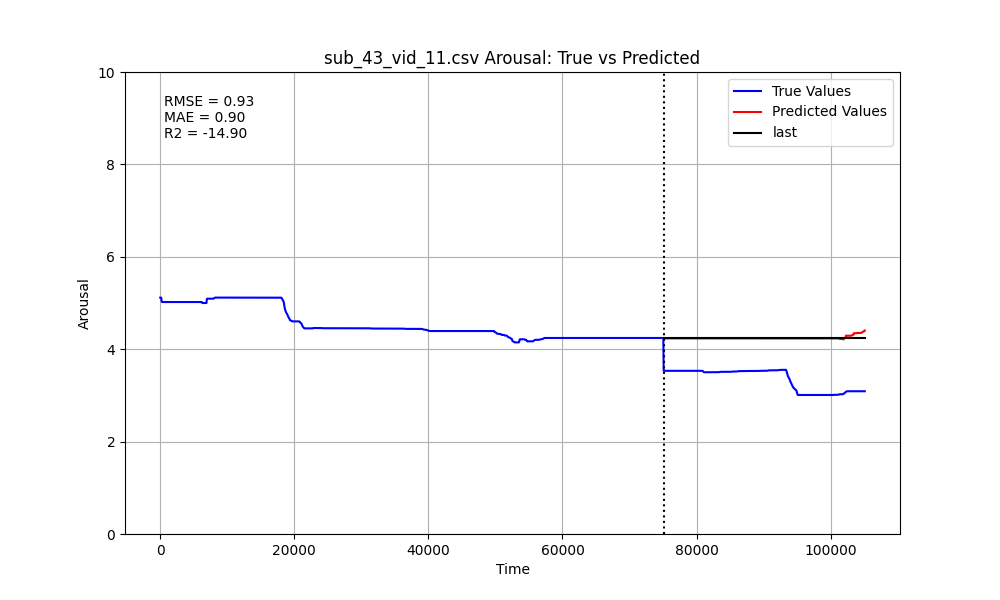 sub_43_vid_11.csv Arousal: True vs Predicted
RMSE = 0.93
MAE = 0.90
R2 = -14.90
True Values
Predicted Values
last
10
8
6
4
2
0
Arousal
0
20000
40000
60000
80000
100000
Time